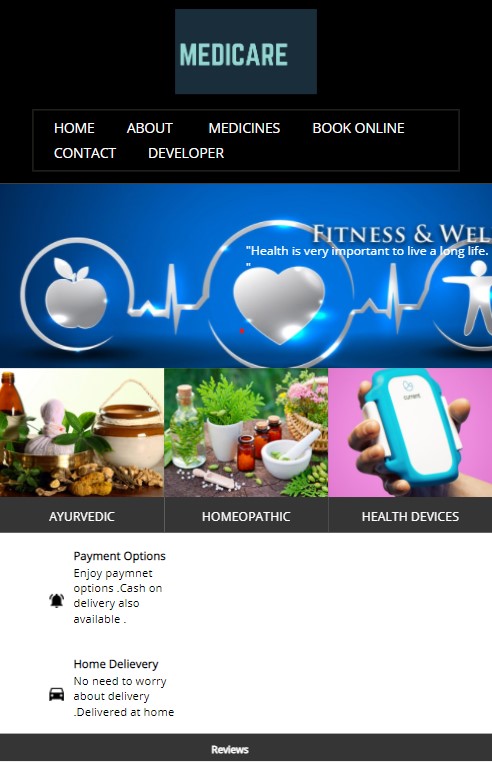 MEDICARE
HOME ABOUT MEDICINES BOOK ONLINE
CONTACT DEVELOPER
FITNESS & WEL
"Health is very important to live a long life.
"
AYURVEDIC HOMEOPATHIC HEALTH DEVICES
Payment Options
Enjoy paymnet
options .Cash on
delivery also
available .
Home Delievery
No need to worry
about delivery
.Delivered at home
Reviews